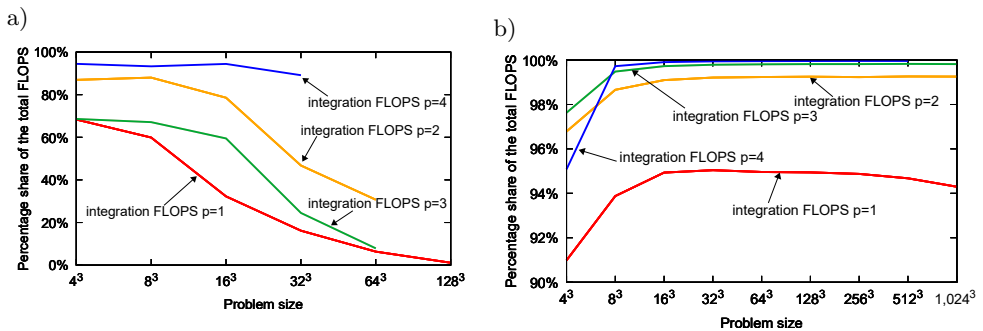 a)
Percentage share of the total FLOPS
100%
80%
60%
40%
20%
0%
integration FLOPS p=4
integration FLOPS p=2
integration FLOPS p=3
integration FLOPS p=1
4³ 8³ 16³ 32³ 64³ 128³
Problem size
b)
Percentage share of the total FLOPS
100%
98%
96%
94%
92%
90%
integration FLOPS p=2
integration FLOPS p=3
integration FLOPS p=4
integration FLOPS p=1
4³ 8³ 16³ 32³ 64³ 128³ 256³ 512³ 1,024³
Problem size